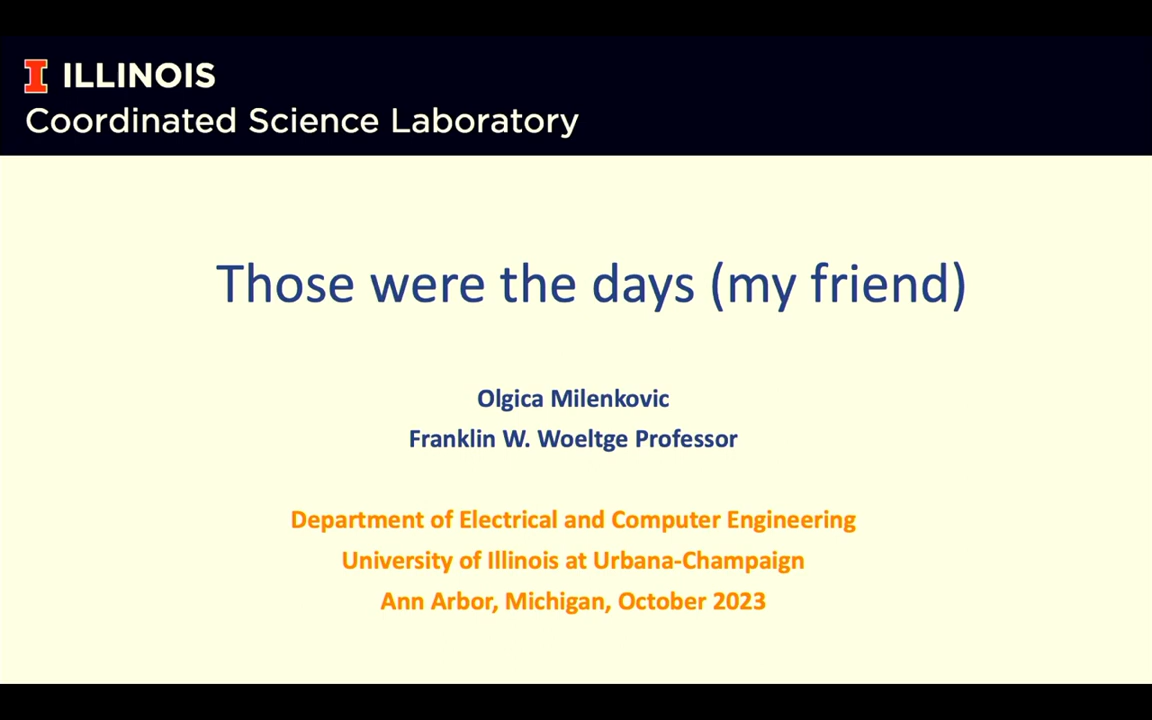 ILLINOIS
Coordinated Science Laboratory
Those were the days (my friend)
Olgica Milenkovic
Franklin W. Woeltge Professor
Department of Electrical and Computer Engineering
University of Illinois at Urbana-Champaign
Ann Arbor, Michigan, October 2023